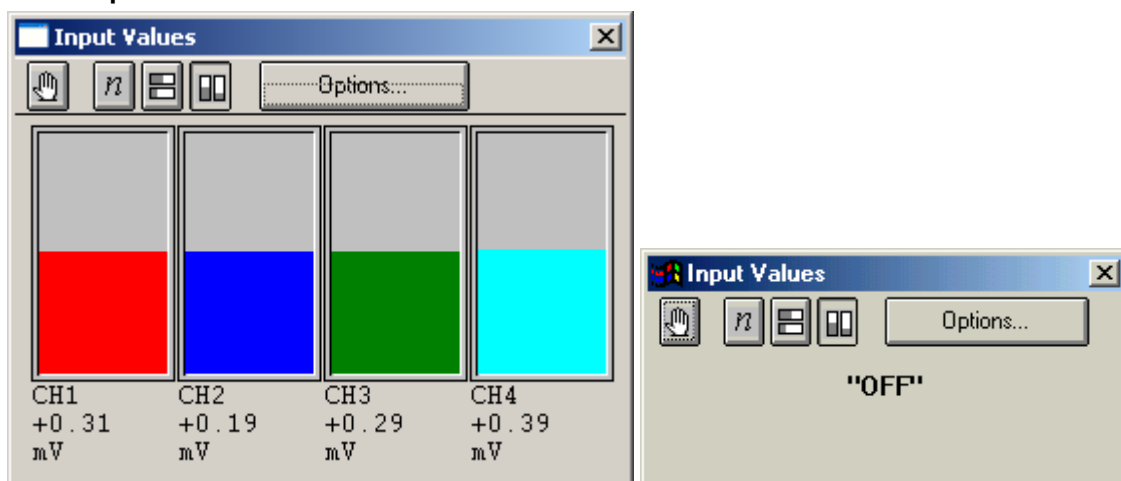 Input Values
n Options...
CH1 CH2 CH3 CH4
+0.31 +0.19 +0.29 +0.39
mV mV mV mV
Input Values
n Options...
"OFF"